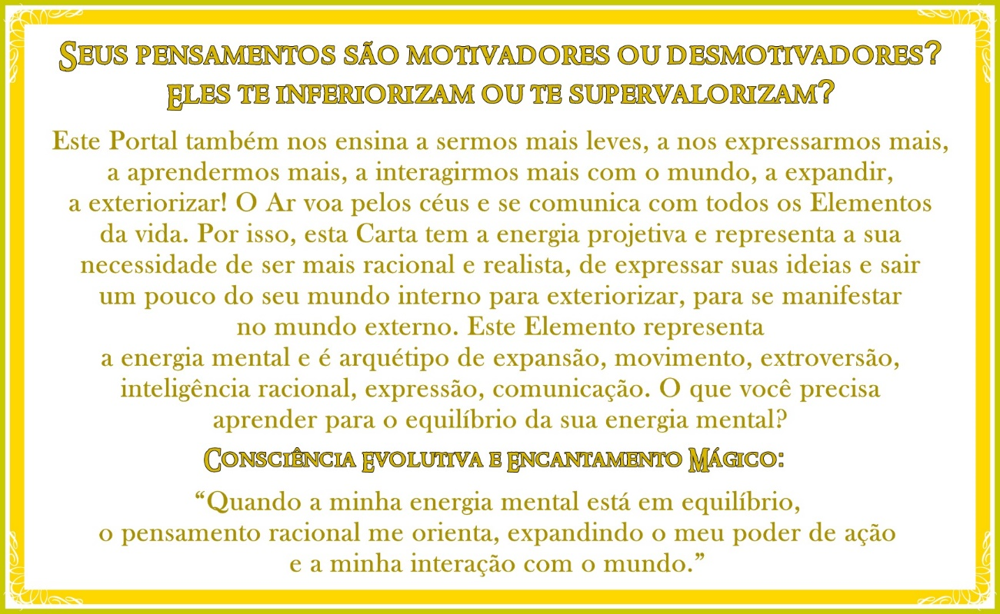 Seus pensamentos são motivadores ou desmotivadores?
Eles te inferiorizam ou te supervalorizam?
Este Portal também nos ensina a sermos mais leves, a nos expressarmos mais,
a aprendermos mais, a interagirmos mais com o mundo, a expandir,
a exteriorizar! O Ar voa pelos céus e se comunica com todos os Elementos
da vida. Por isso, esta Carta tem a energia projetiva e representa a sua
necessidade de ser mais racional e realista, de expressar suas ideias e sair
um pouco do seu mundo interno para exteriorizar, para se manifestar
no mundo externo. Este Elemento representa
a energia mental e é arquétipo de expansão, movimento, extroversão,
inteligência racional, expressão, comunicação. O que você precisa
aprender para o equilíbrio da sua energia mental?
Consciência Evolutiva e Encantamento Mágico:
“Quando a minha energia mental está em equilíbrio,
o pensamento racional me orienta, expandindo o meu poder de ação
e a minha interação com o mundo.”